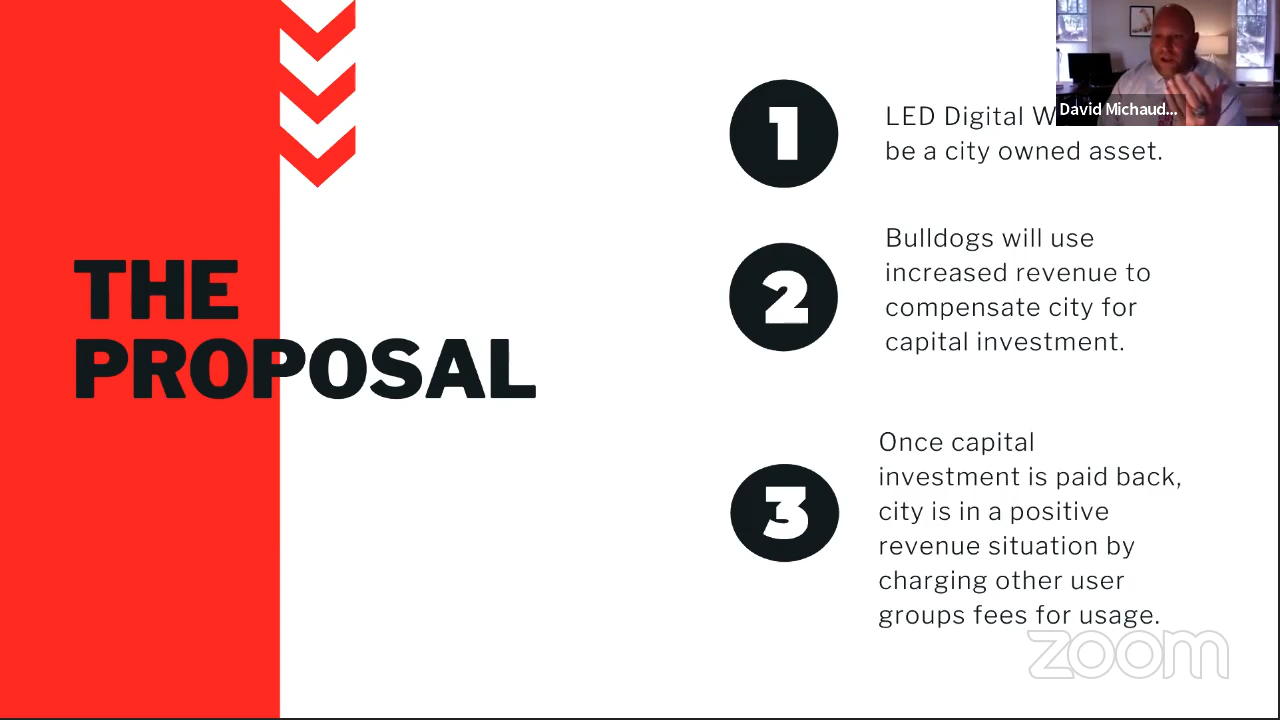 THE
PROPOSAL
1
LED Digital
be a city owned asset.
2
Bulldogs will use
increased revenue to
compensate city for
capital investment.
3
Once capital
investment is paid back,
city is in a positive
revenue situation by
charging other user
groups fees for usage.
David Michaud...
zoom